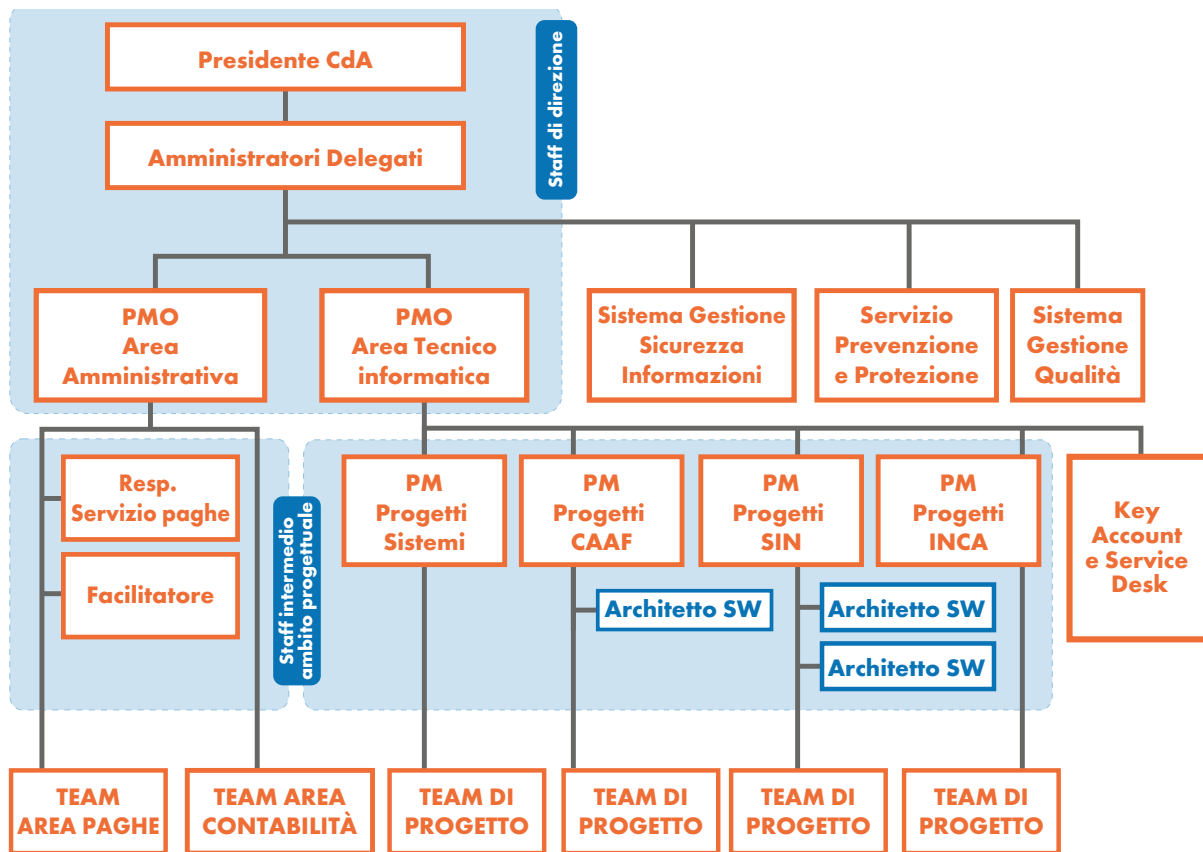 Presidente CdA
Staff di direzione
Amministratori Delegati
PMO
Area
Amministrativa
PMO
Area Tecnico
informatica
Sistema Gestione
Sicurezza
Informazioni
Servizio
Prevenzione
e Protezione
Sistema
Gestione
Qualità
Resp.
Servizio paghe
Facilitatore
Staff intermedio
ambito progettuale
PM
Progetti
Sistemi
PM
Progetti
CAAF
PM
Progetti
SIN
PM
Progetti
INCA
Key
Account
e Service
Desk
Architetto SW
Architetto SW
Architetto SW
TEAM
AREA PAGHE
TEAM AREA
CONTABILITÀ
TEAM DI
PROGETTO
TEAM DI
PROGETTO
TEAM DI
PROGETTO
TEAM DI
PROGETTO